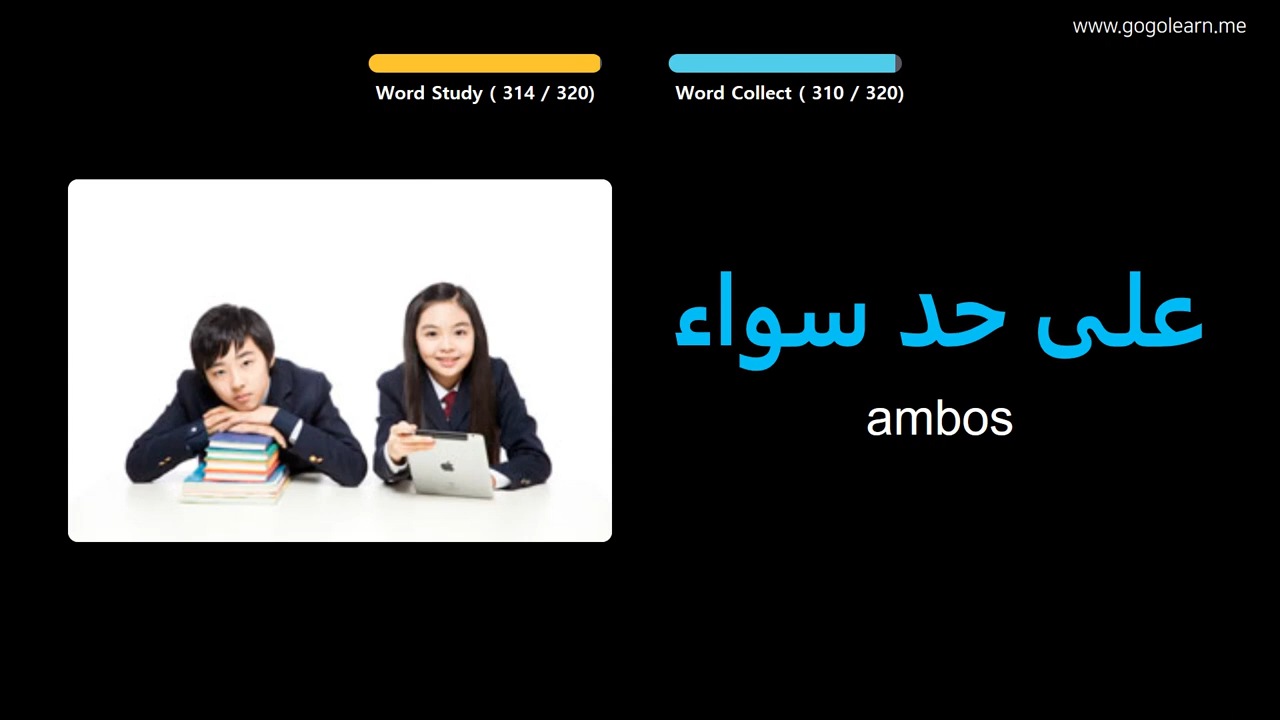 www.gogolearn.me
Word Study ( 314 / 320)
Word Collect ( 310 / 320)
على حد سواء
ambos